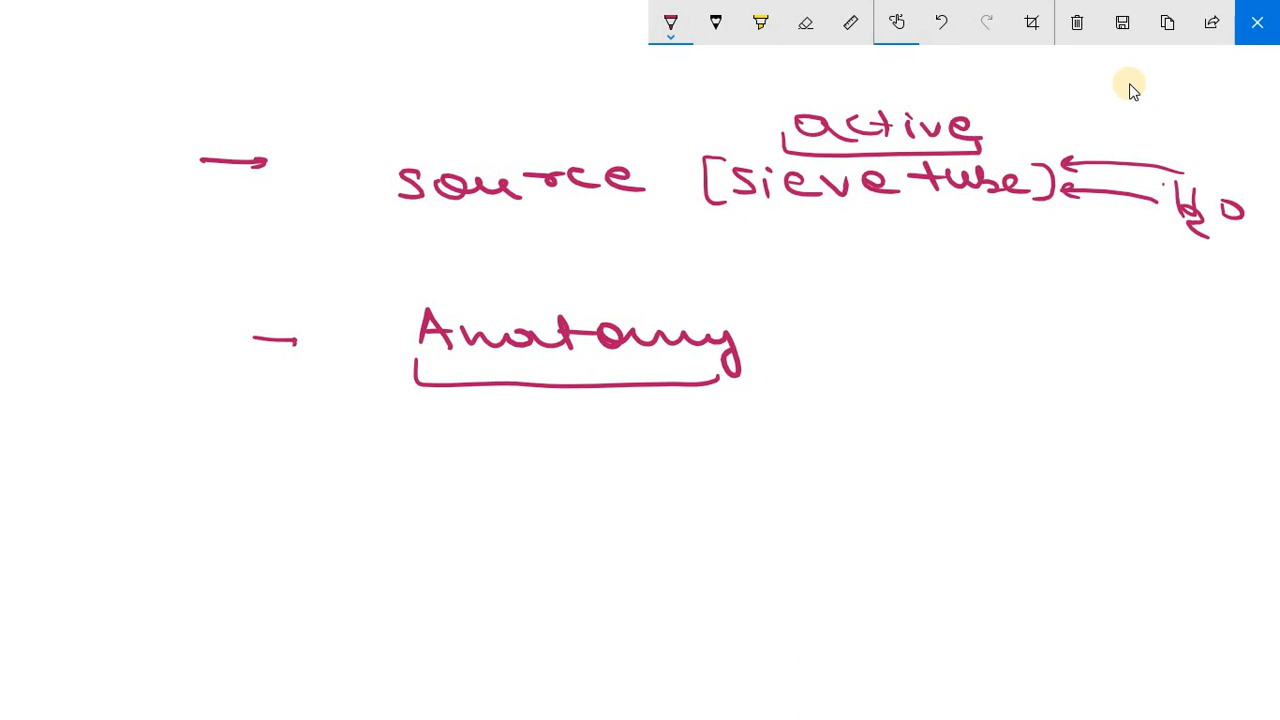 active
→ source [sieve tube] H2O
- Anatomy